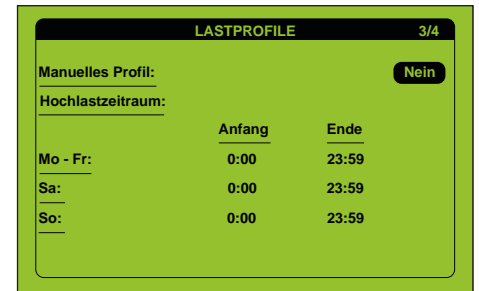 LASTPROFILE 3/4
Manuelles Profil: Nein
Hochlastzeitraum:
Anfang Ende
Mo - Fr: 0:00 23:59
Sa: 0:00 23:59
So: 0:00 23:59